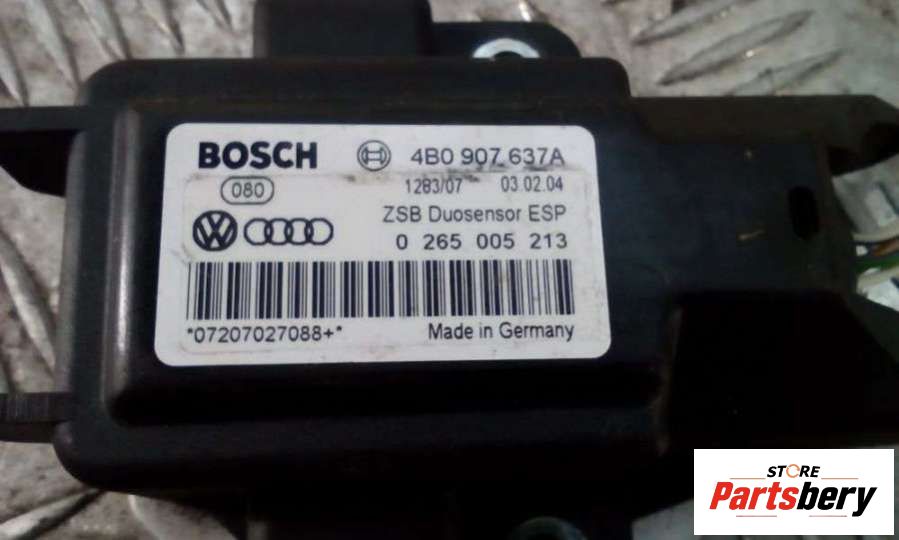 BOSCH 4B0 907 637A
080 1283/07 03.02.04
ZSB Duosensor ESP
0 265 005 213
*07207027088+* Made in Germany
STORE
Partsbery